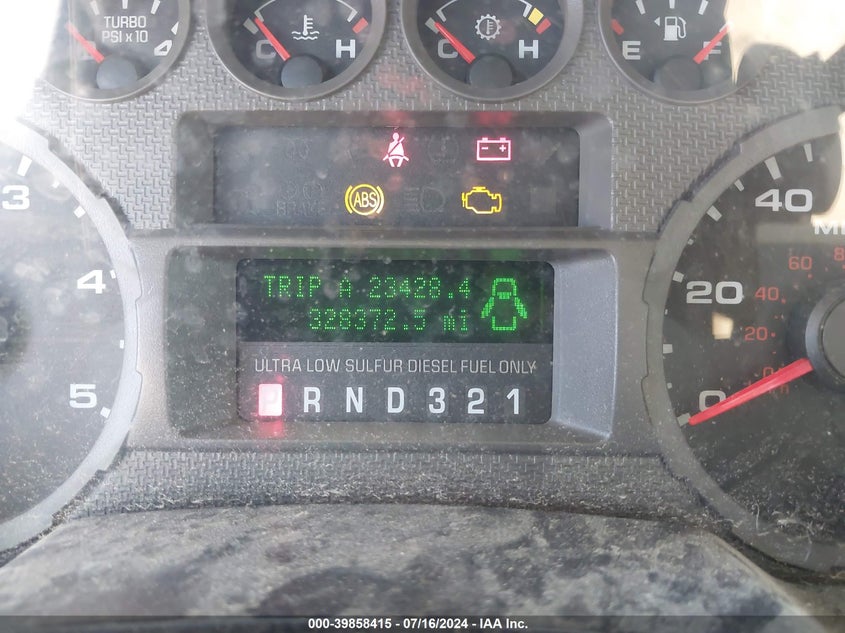 TURBO
PSI x 10
4
C H
C H
E F
ABS
3
4
5
TRIP A 23428.4
328372.5 mi
ULTRA LOW SULFUR DIESEL FUEL ONLY
P R N D 3 2 1
40
20
0
60
40
20
000-39858415 - 07/16/2024 - IAA Inc.